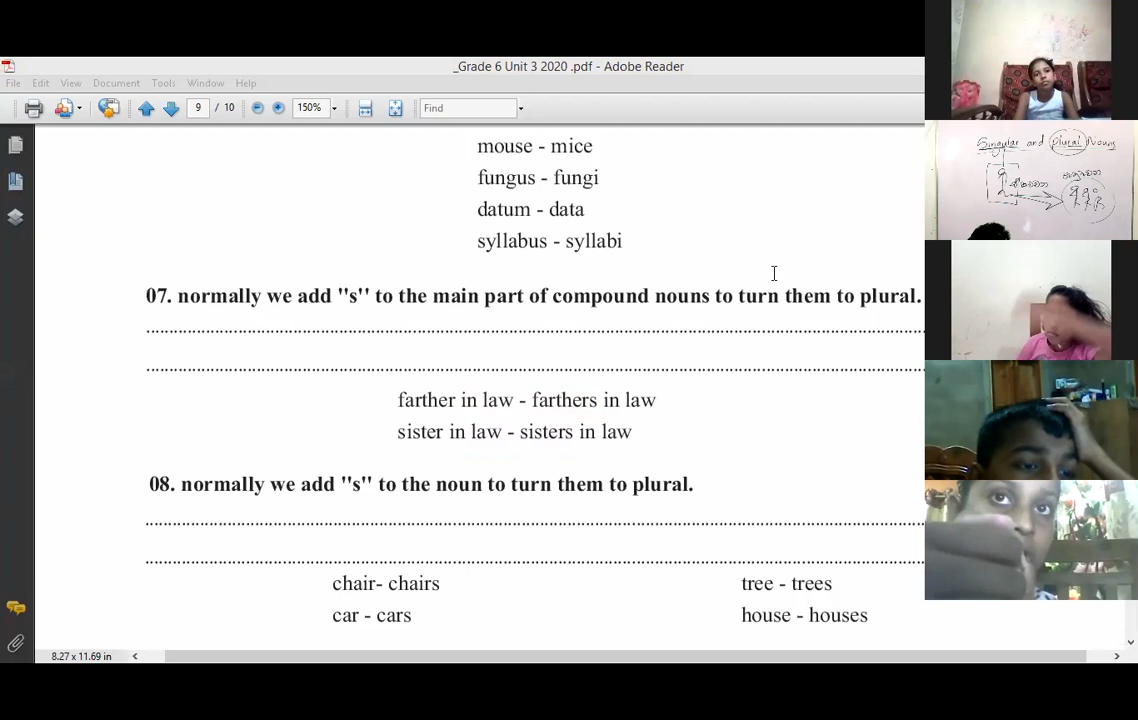 _Grade 6 Unit 3 2020 .pdf - Adobe Reader
File Edit View Document Tools Window Help
9 / 10 150% Find
mouse - mice
fungus - fungi
datum - data
syllabus - syllabi
07. normally we add "s" to the main part of compound nouns to turn them to plural.
farther in law - farthers in law
sister in law - sisters in law
08. normally we add "s" to the noun to turn them to plural.
chair- chairs tree - trees
car - cars house - houses
8.27 x 11.69 in
Singular and plural Nouns